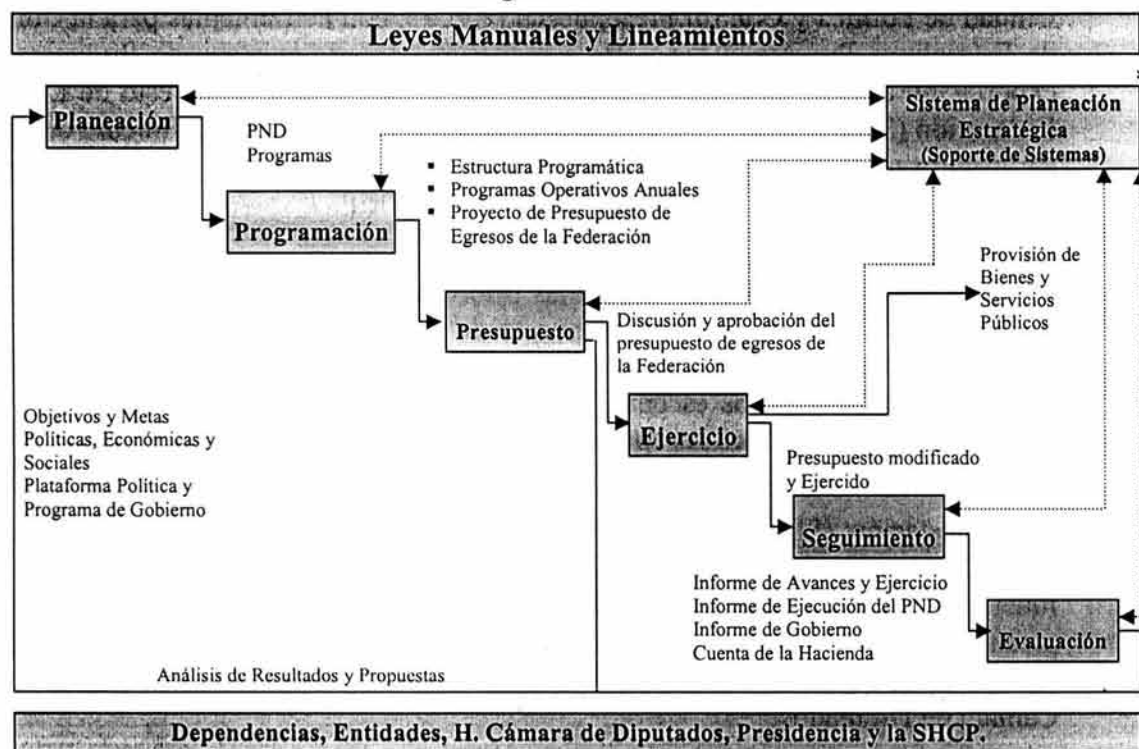 Leyes Manuales y Lineamientos
Planeación
Sistema de Planeación
Estratégica
(Soporte de Sistemas)
PND
Programas
▪ Estructura Programática
▪ Programas Operativos Anuales
▪ Proyecto de Presupuesto de
Egresos de la Federación
Programación
Provisión de
Bienes y
Servicios
Públicos
Presupuesto
Discusión y aprobación del
presupuesto de egresos de
la Federación
Objetivos y Metas
Políticas, Económicas y
Sociales
Plataforma Política y
Programa de Gobierno
Ejercicio
Presupuesto modificado
y Ejercido
Seguimiento
Informe de Avances y Ejercicio
Informe de Ejecución del PND
Informe de Gobierno
Cuenta de la Hacienda
Evaluación
Análisis de Resultados y Propuestas
Dependencias, Entidades, H. Cámara de Diputados, Presidencia y la SHCP.